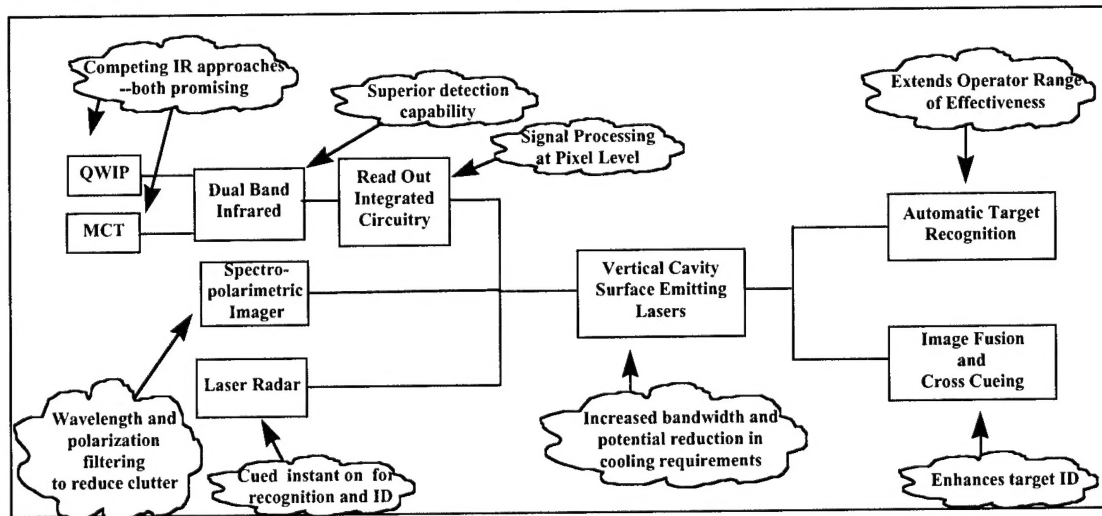 Competing IR approaches
--both promising
Superior detection
capability
Signal Processing
at Pixel Level
Extends Operator Range
of Effectiveness
QWIP
MCT
Dual Band
Infrared
Read Out
Integrated
Circuitry
Automatic Target
Recognition
Spectro-
polarimetric
Imager
Vertical Cavity
Surface Emitting
Lasers
Laser Radar
Image Fusion
and
Cross Cueing
Wavelength and
polarization
filtering
to reduce clutter
Cued instant on for
recognition and ID
Increased bandwidth and
potential reduction in
cooling requirements
Enhances target ID